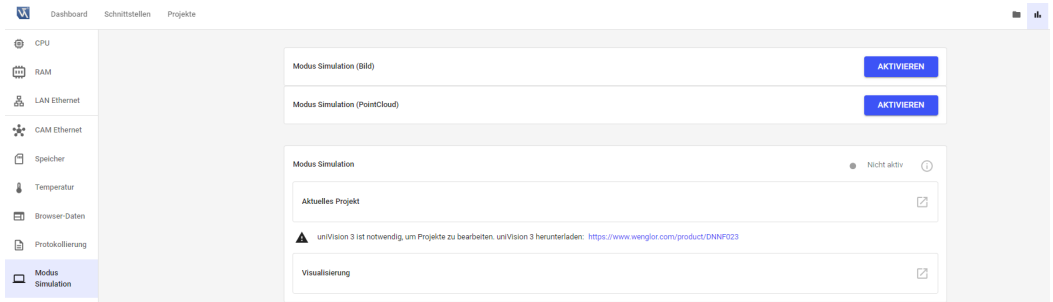 Dashboard Schnittstellen Projekte
CPU
RAM
LAN Ethernet
CAM Ethernet
Speicher
Temperatur
Browser-Daten
Protokollierung
Modus
Simulation
Modus Simulation (Bild)
AKTIVIEREN
Modus Simulation (PointCloud)
AKTIVIEREN
Modus Simulation
Nicht aktiv
Aktuelles Projekt
uniVision 3 ist notwendig, um Projekte zu bearbeiten. uniVision 3 herunterladen: https://www.wenglor.com/product/DNNF023
Visualisierung